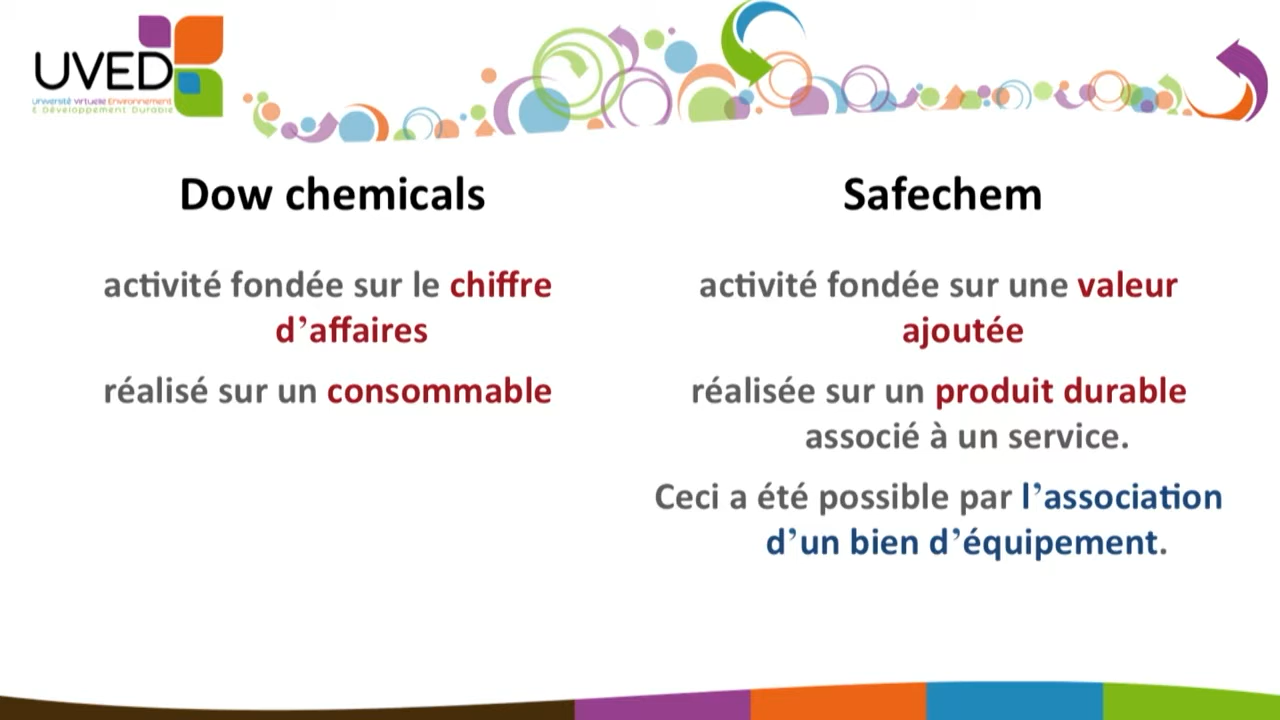 UVED
Université Virtuelle Environnement
& Développement Durable
Dow chemicals
activité fondée sur le chiffre
d’affaires
réalisé sur un consommable
Safechem
activité fondée sur une valeur
ajoutée
réalisée sur un produit durable
associé à un service.
Ceci a été possible par l’association
d’un bien d’équipement.